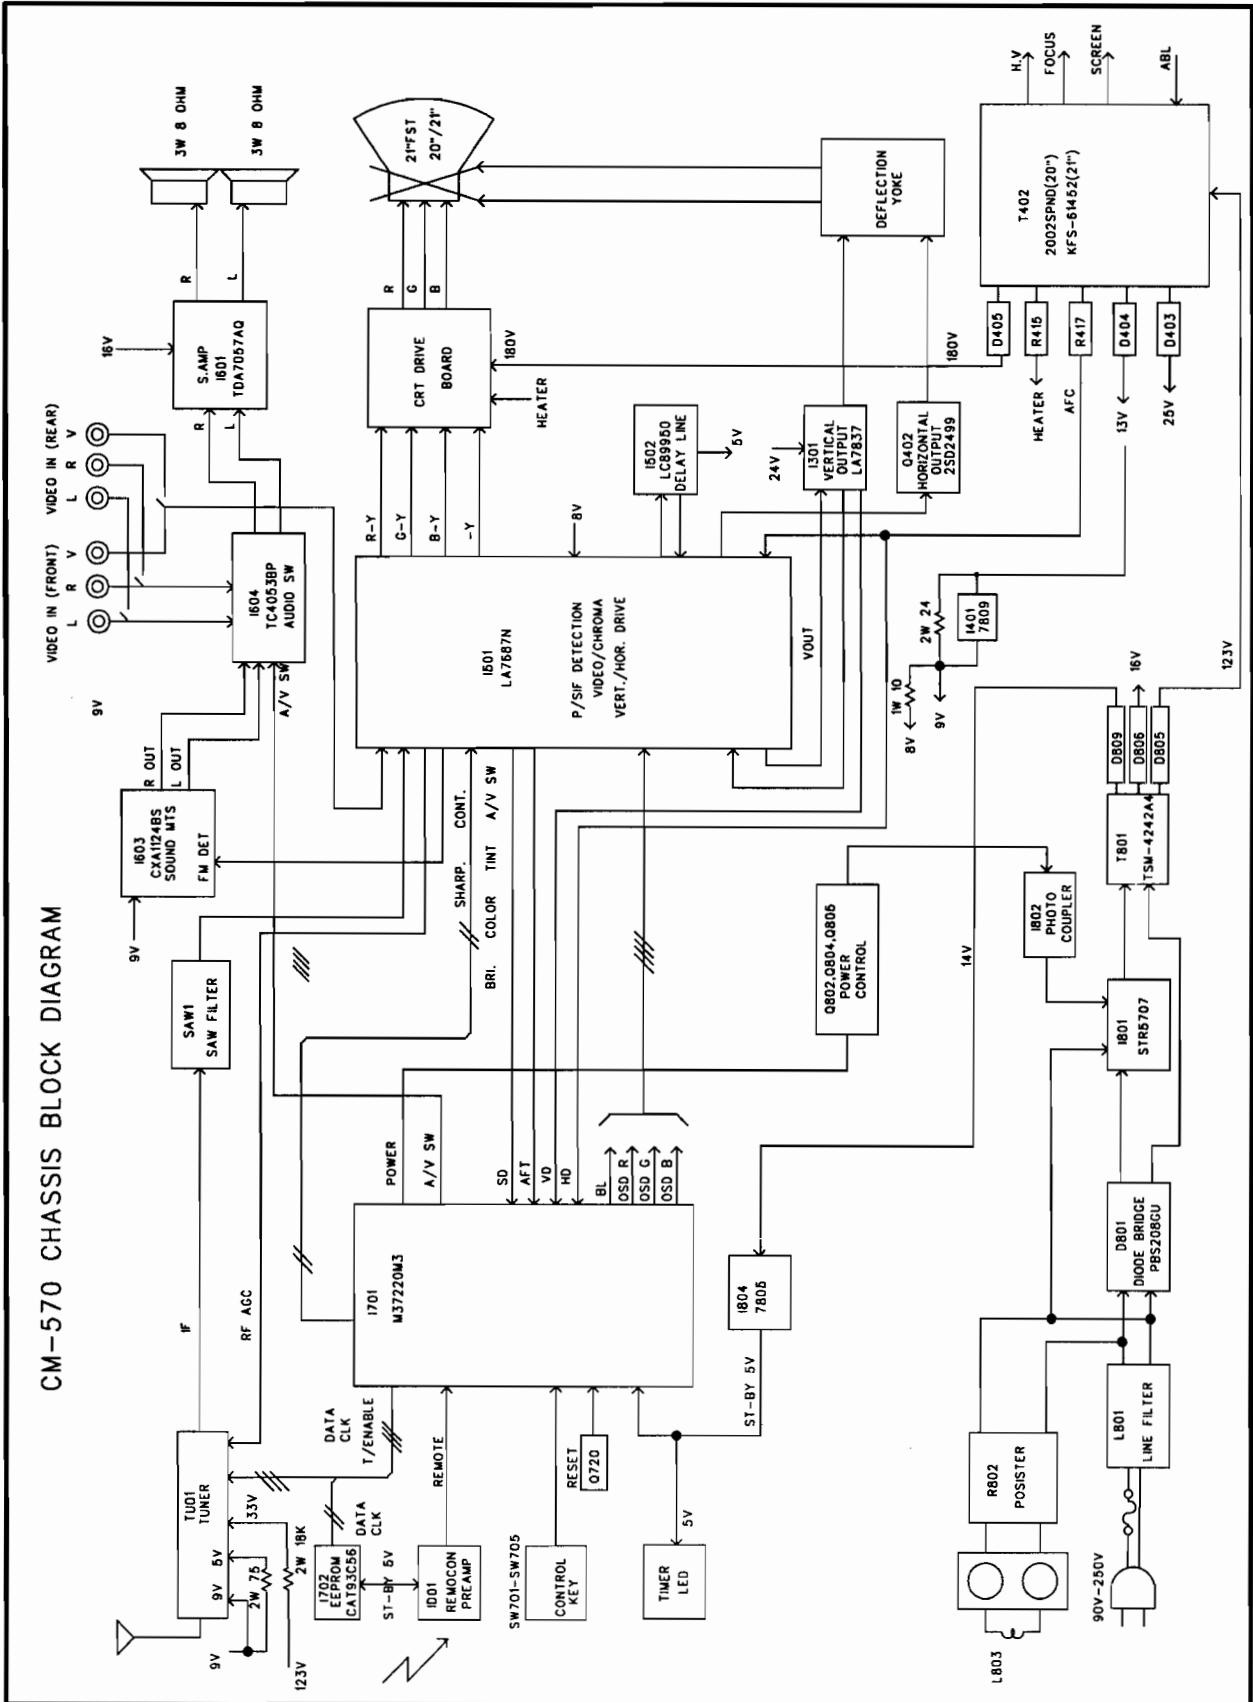 CM-570 CHASSIS BLOCK DIAGRAM
TU01
TUNER
9V
5V
33V
9V
2W 75
2W 18K
123V
IF
RF AGC
SAW1
SAW FILTER
9V
I603
CXA1124BS
SOUND MTS
FM DET
R OUT
L OUT
9V
VIDEO IN (FRONT)
L
R
V
VIDEO IN (REAR)
L
R
V
I604
TC4053BP
AUDIO SW
A/V SW
R
L
16V
S.AMP
I601
TDA7057AQ
R
L
3W 8 OHM
3W 8 OHM
DATA
CLK
T/ENABLE
I702
EEPROM
CAT93C56
DATA
CLK
ST-BY 5V
ID01
REMOCON
PREAMP
REMOTE
SW701-SW705
CONTROL
KEY
RESET
Q720
TIMER
LED
5V
ST-BY 5V
I701
M37220M3
POWER
A/V SW
SD
AFT
VD
HD
BL
OSD R
OSD G
OSD B
I804
7805
SHARP. CONT.
BRI. COLOR TINT A/V SW
I501
LA7687N
P/SIF DETECTION
VIDEO/CHROMA
VERT./HOR. DRIVE
R-Y
G-Y
B-Y
-Y
8V
VOUT
CRT DRIVE
BOARD
HEATER
180V
R
G
B
21"FST
20"/21"
I502
LC89950
DELAY LINE
5V
24V
I301
VERTICAL
OUTPUT
LA7837
Q402
HORIZONTAL
OUTPUT
2SD2499
DEFLECTION
YOKE
180V
D405
R415
R417
D404
D403
HEATER
AFC
13V
25V
T402
2002SPND(20")
KFS-61452(21")
H.V
FOCUS
SCREEN
ABL
2W 24
I401
7809
1W 10
8V
9V
123V
14V
16V
D809
D806
D805
T801
TSM-4242A4
Q802,Q804,Q805
POWER
CONTROL
I802
PHOTO
COUPLER
I801
STR5707
D801
DIODE BRIDGE
PBS208GU
L801
LINE FILTER
R802
POSISTER
L803
90V-250V